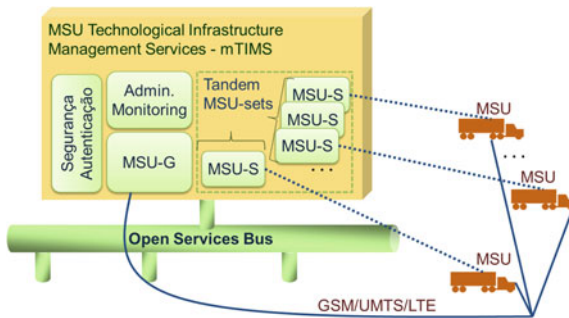 MSU Technological Infrastructure
Management Services - mTIMS
Segurança
Autenticação
Admin.
Monitoring
MSU-G
Tandem
MSU-sets
MSU-S
MSU-S
MSU-S
MSU-S
...
MSU
...
MSU
MSU
Open Services Bus
GSM/UMTS/LTE